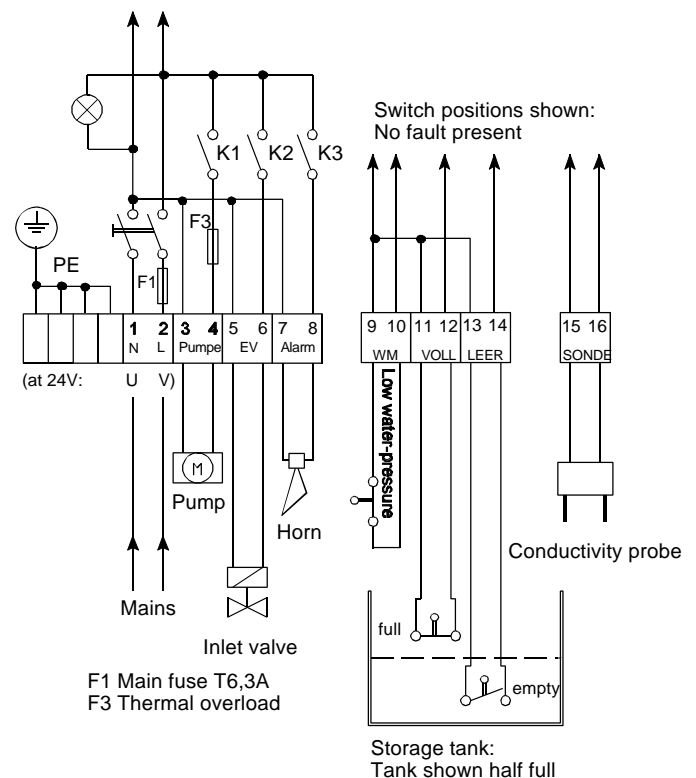 Switch positions shown:
No fault present
K1
K2
K3
F3
PE
F1
1 2 3 4 5 6 7 8
N L Pumpe EV Alarm
9 10 11 12 13 14
WM VOLL LEER
15 16
SONDE
(at 24V: U V)
Low water-pressure
M
Pump
Horn
Conductivity probe
Mains
full
Inlet valve
empty
F1 Main fuse T6,3A
F3 Thermal overload
Storage tank:
Tank shown half full